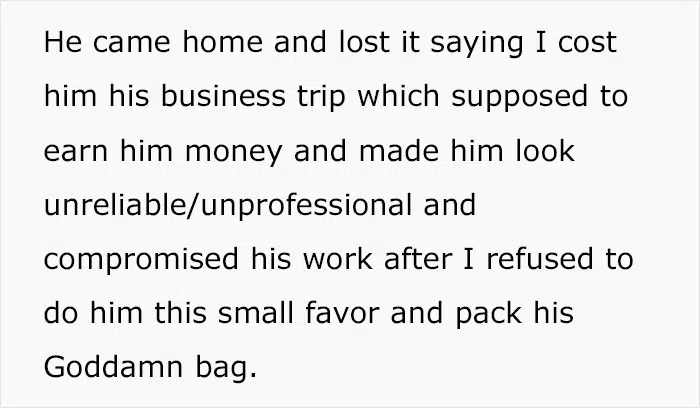 He came home and lost it saying I cost
him his business trip which supposed to
earn him money and made him look
unreliable/unprofessional and
compromised his work after I refused to
do him this small favor and pack his
Goddamn bag.